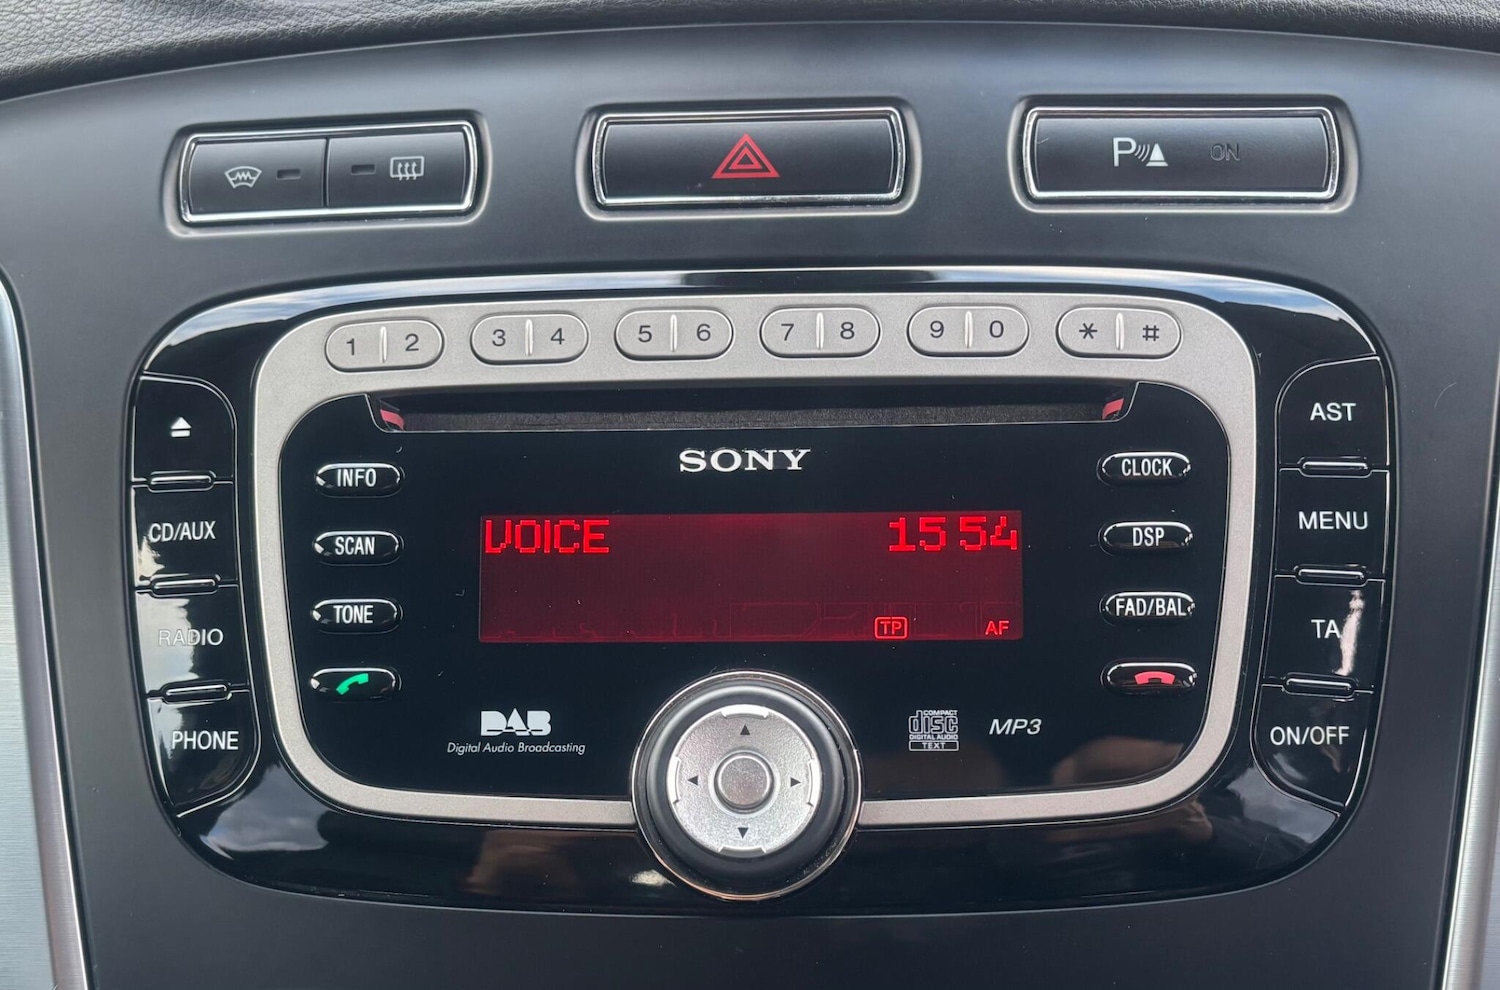 P ON
1 2 3 4 5 6 7 8 9 0 * #
SONY
INFO
SCAN
TONE
CLOCK
DSP
FAD/BAL
VOICE 15 54
TP AF
CD/AUX
RADIO
PHONE
AST
MENU
TA
ON/OFF
DAB
Digital Audio Broadcasting
COMPACT
disc
DIGITAL AUDIO
TEXT
MP3